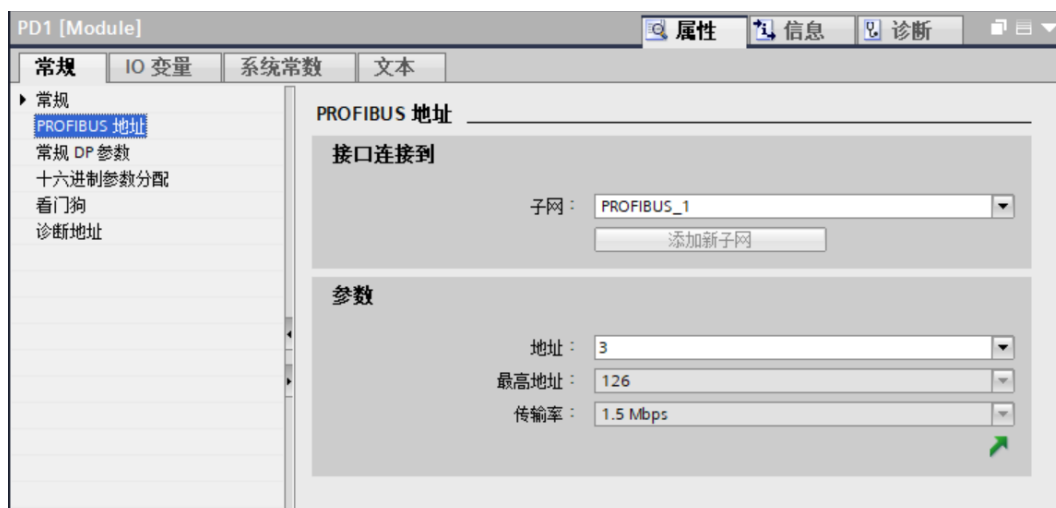 PD1 [Module]
属性
信息
诊断
常规
IO 变量
系统常数
文本
常规
PROFIBUS 地址
常规 DP 参数
十六进制参数分配
看门狗
诊断地址
PROFIBUS 地址
接口连接到
子网：
PROFIBUS_1
添加新子网
参数
地址：
3
最高地址：
126
传输率：
1.5 Mbps